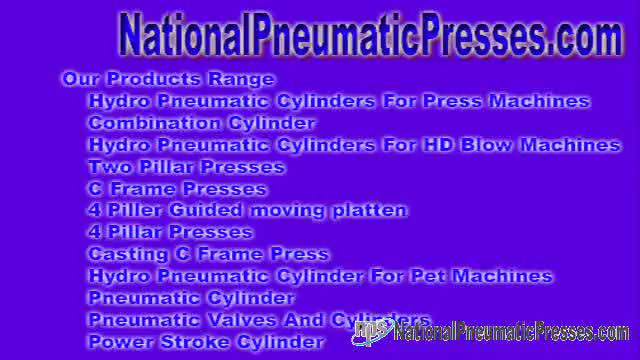 NationalPneumaticPresses.com
Our Products Range
Hydro Pneumatic Cylinders For Press Machines
Combination Cylinder
Hydro Pneumatic Cylinders For HD Blow Machines
Two Pillar Presses
C Frame Presses
4 Piller Guided moving platten
4 Pillar Presses
Casting C Frame Press
Hydro Pneumatic Cylinder For Pet Machines
Pneumatic Cylinder
Pneumatic Valves And Cylinders
NationalPneumaticPresses.com
Power Stroke Cylinder